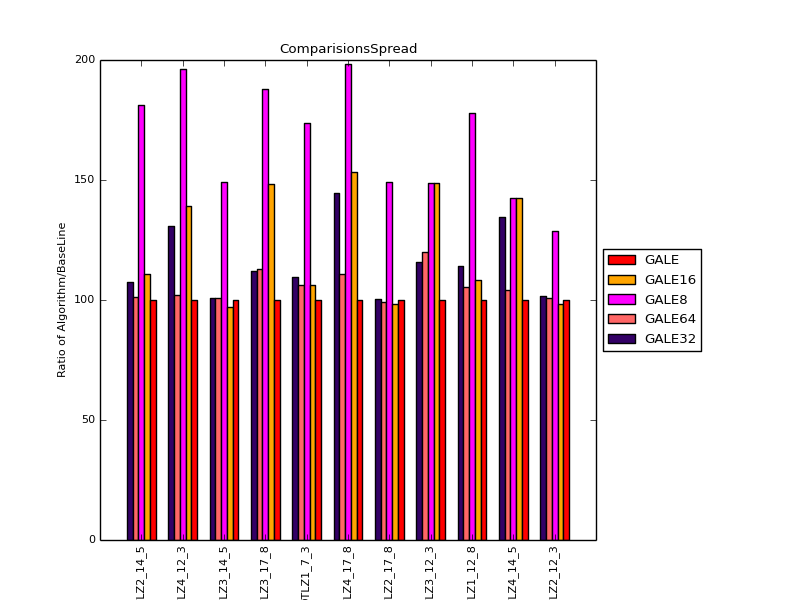 ComparisionsSpread
Ratio of Algorithm/BaseLine
200
150
100
50
0
LZ2_14_5
LZ4_12_3
LZ3_14_5
LZ3_17_8
TLZ1_7_3
LZ4_17_8
LZ2_17_8
LZ3_12_3
LZ1_12_8
LZ4_14_5
LZ2_12_3
GALE
GALE16
GALE8
GALE64
GALE32